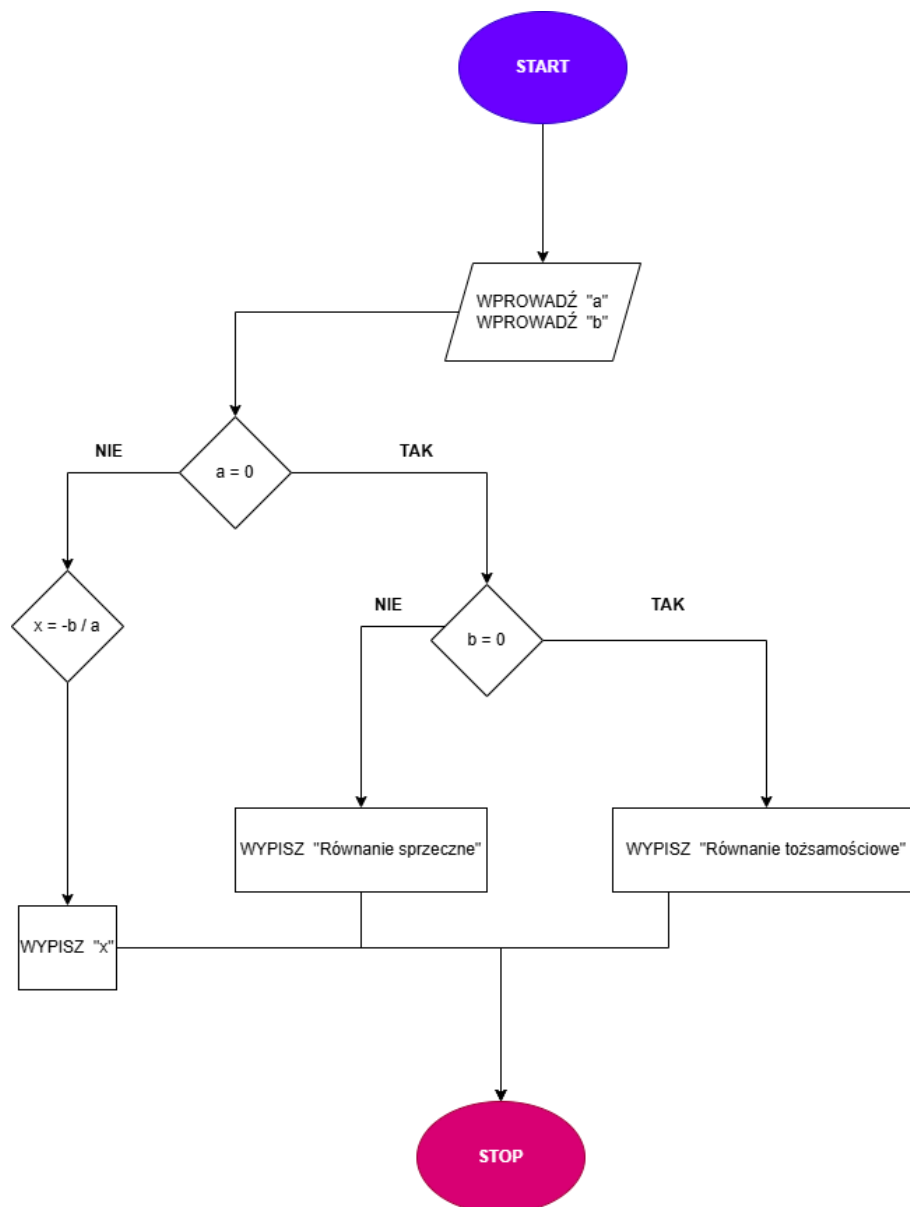 START
WPROWADŹ "a"
WPROWADŹ "b"
NIE
TAK
a = 0
NIE
TAK
x = -b / a
b = 0
WYPISZ "Równanie sprzeczne"
WYPISZ "Równanie tożsamościowe"
WYPISZ "x"
STOP